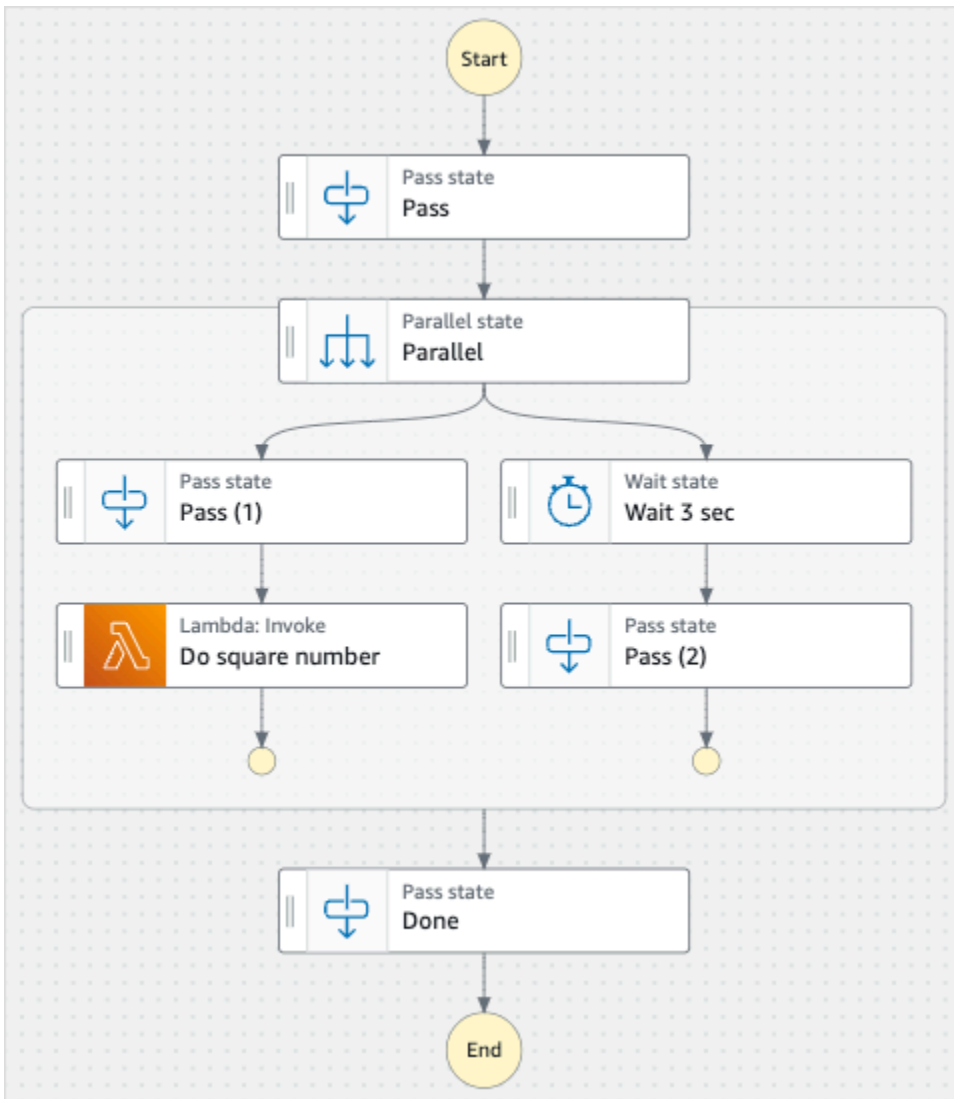 Start
Pass state
Pass
Parallel state
Parallel
Pass state
Pass (1)
Wait state
Wait 3 sec
Lambda: Invoke
Do square number
Pass state
Pass (2)
Pass state
Done
End